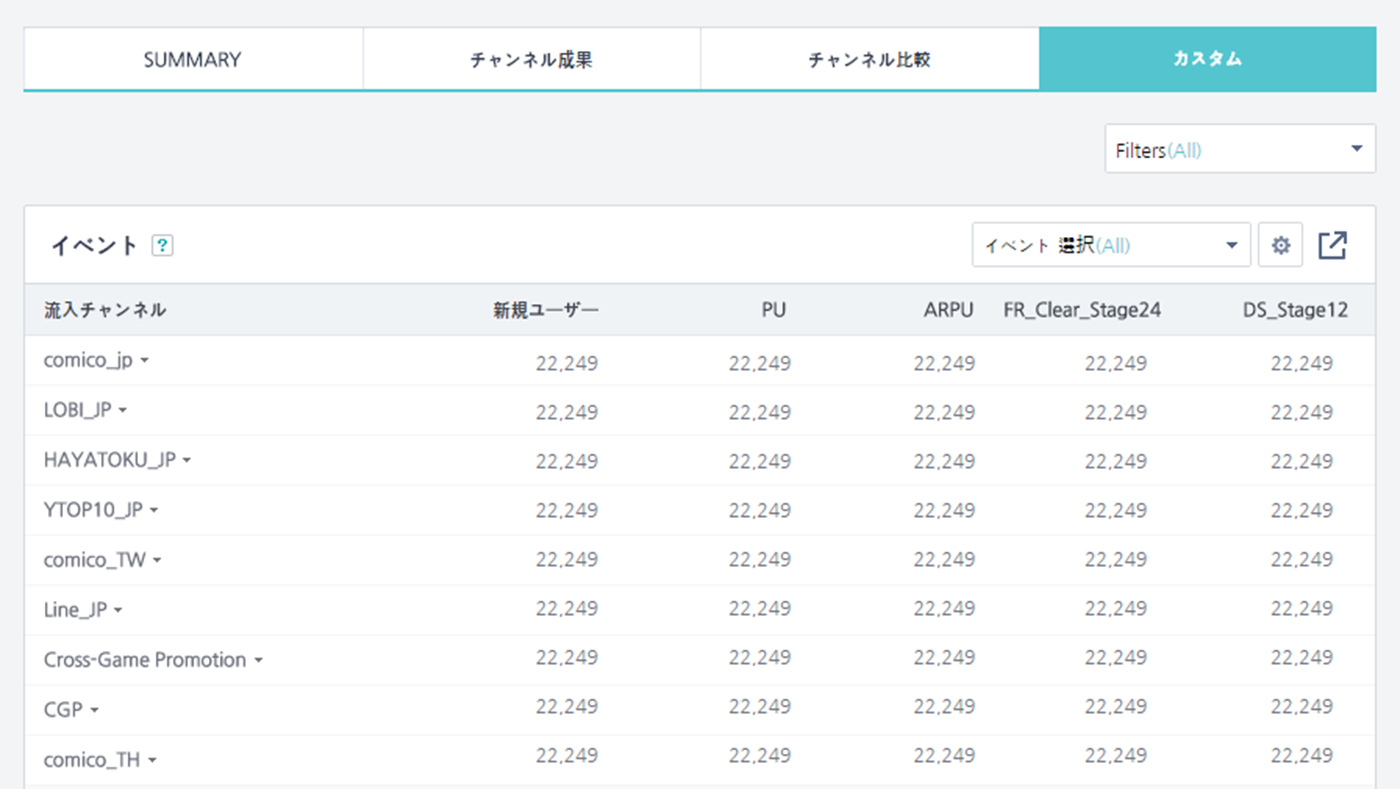 SUMMARY チャンネル成果 チャンネル比較 カスタム
Filters(All)
イベント ? イベント 選択(All)
流入チャンネル 新規ユーザー PU ARPU FR_Clear_Stage24 DS_Stage12
comico_jp 22,249 22,249 22,249 22,249 22,249
LOBI_JP 22,249 22,249 22,249 22,249 22,249
HAYATOKU_JP 22,249 22,249 22,249 22,249 22,249
YTOP10_JP 22,249 22,249 22,249 22,249 22,249
comico_TW 22,249 22,249 22,249 22,249 22,249
Line_JP 22,249 22,249 22,249 22,249 22,249
Cross-Game Promotion 22,249 22,249 22,249 22,249 22,249
CGP 22,249 22,249 22,249 22,249 22,249
comico_TH 22,249 22,249 22,249 22,249 22,249